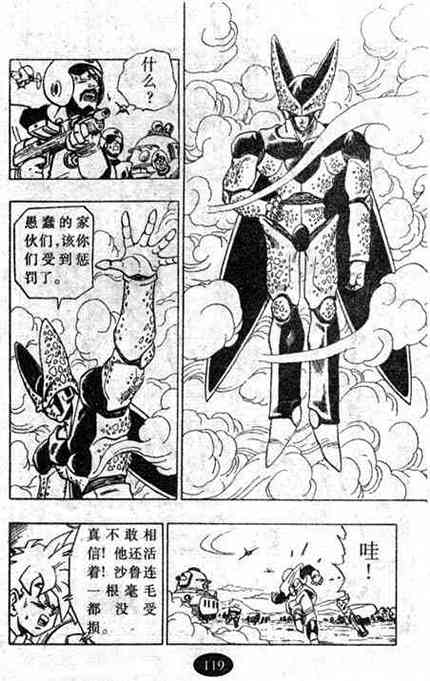 什么?
愚蠢的家
伙们,该你
们受到惩
罚了。
哇!
真不敢相
信!他还活
着!沙鲁连
一根毫毛
都没受
损。
119